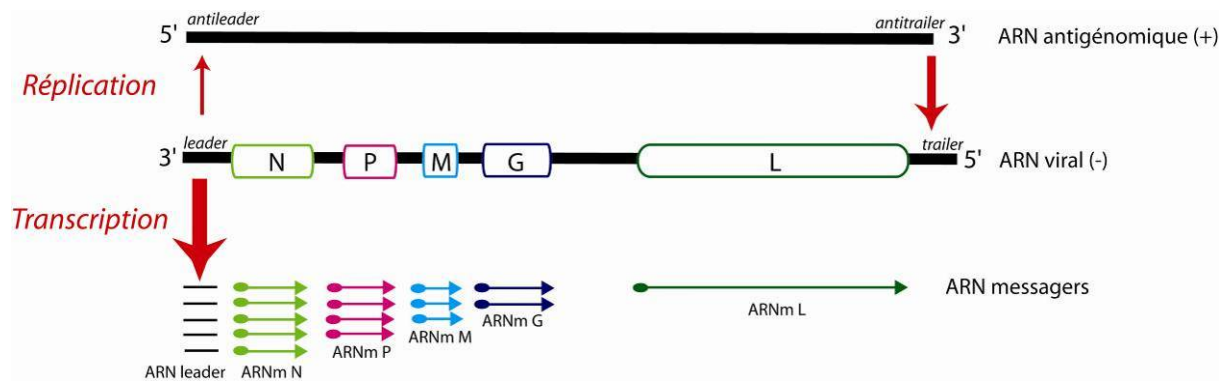 antileader antitrailer
5' 3' ARN antigénomique (+)
Réplication
leader trailer
3' N P M G L 5' ARN viral (-)
Transcription
ARN messagers
ARN leader ARNm N ARNm P ARNm M ARNm G ARNm L